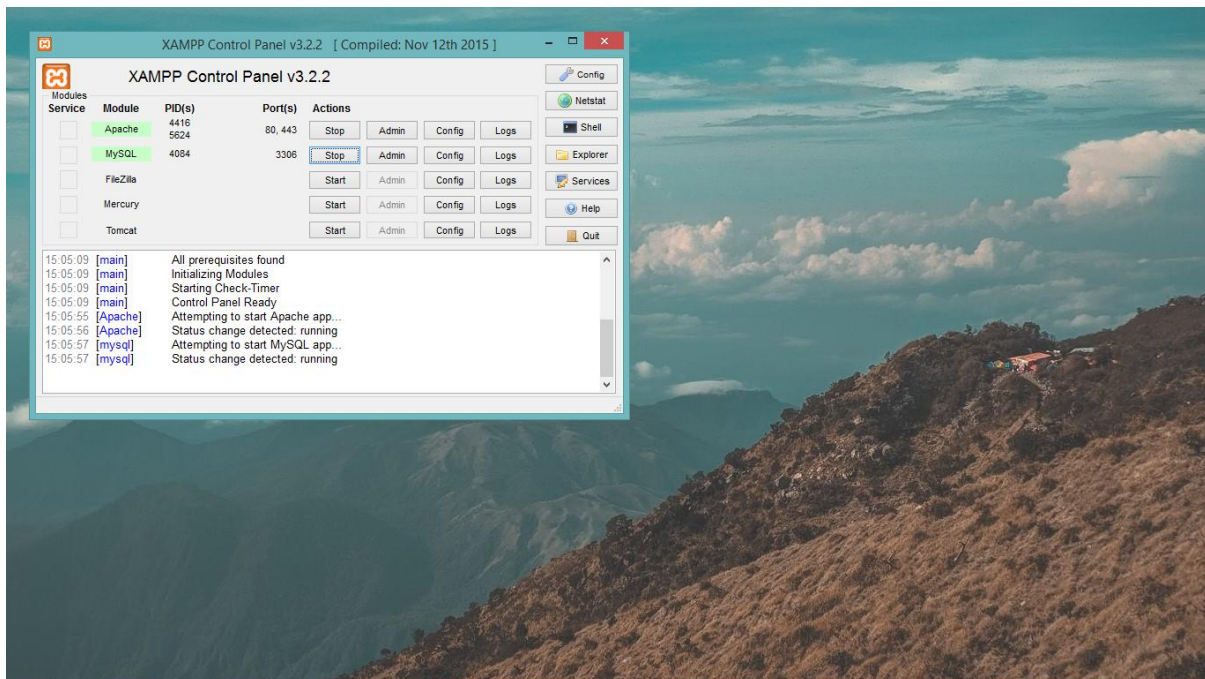 XAMPP Control Panel v3.2.2 [ Compiled: Nov 12th 2015 ]
XAMPP Control Panel v3.2.2
Config
Modules
Netstat
Service Module PID(s) Port(s) Actions
Apache 4416 5624 80, 443 Stop Admin Config Logs
Shell
MySQL 4084 3306 Stop Admin Config Logs
Explorer
FileZilla Start Admin Config Logs
Services
Mercury Start Admin Config Logs
Help
Tomcat Start Admin Config Logs
Quit
15:05:09 [main] All prerequisites found
15:05:09 [main] Initializing Modules
15:05:09 [main] Starting Check-Timer
15:05:09 [main] Control Panel Ready
15:05:55 [Apache] Attempting to start Apache app...
15:05:56 [Apache] Status change detected: running
15:05:57 [mysql] Attempting to start MySQL app...
15:05:57 [mysql] Status change detected: running